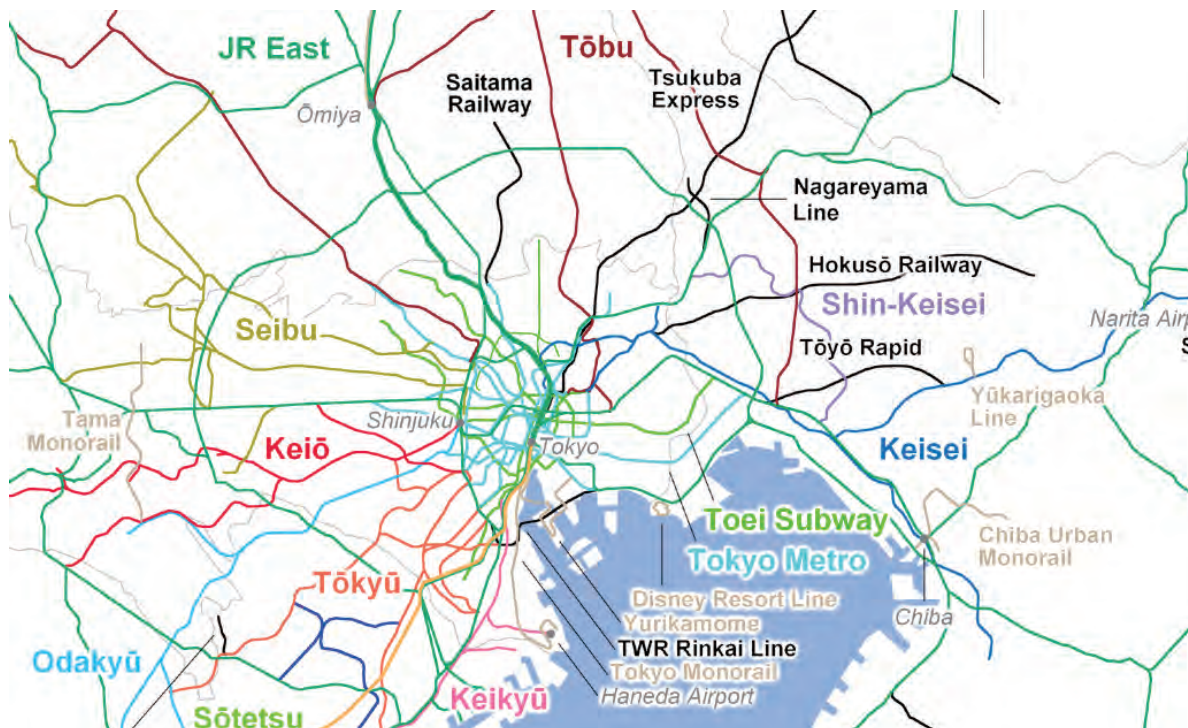 JR East
Tōbu
Saitama
Railway
Tsukuba
Express
Ōmiya
Nagareyama
Line
Hokusō Railway
Shin-Keisei
Narita Airp
S
Seibu
Tōyō Rapid
Yūkarigaoka
Line
Tama
Monorail
Shinjuku
Keiō
Tokyo
Keisei
Toei Subway
Tokyo Metro
Chiba Urban
Monorail
Tōkyū
Disney Resort Line
Yurikamome
Chiba
TWR Rinkai Line
Odakyū
Tokyo Monorail
Keikyū
Haneda Airport
Sōtetsu